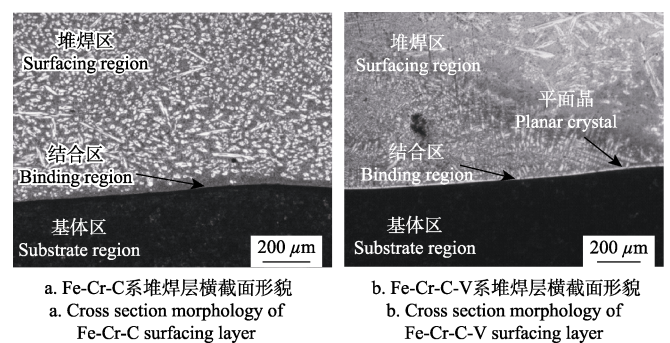 堆焊区
Surfacing region
结合区
Binding region
基体区
Substrate region
200 μm
a. Fe-Cr-C系堆焊层横截面形貌
a. Cross section morphology of
Fe-Cr-C surfacing layer
堆焊区
Surfacing region
平面晶
Planar crystal
结合区
Binding region
基体区
Substrate region
200 μm
b. Fe-Cr-C-V系堆焊层横截面形貌
b. Cross section morphology of
Fe-Cr-C-V surfacing layer